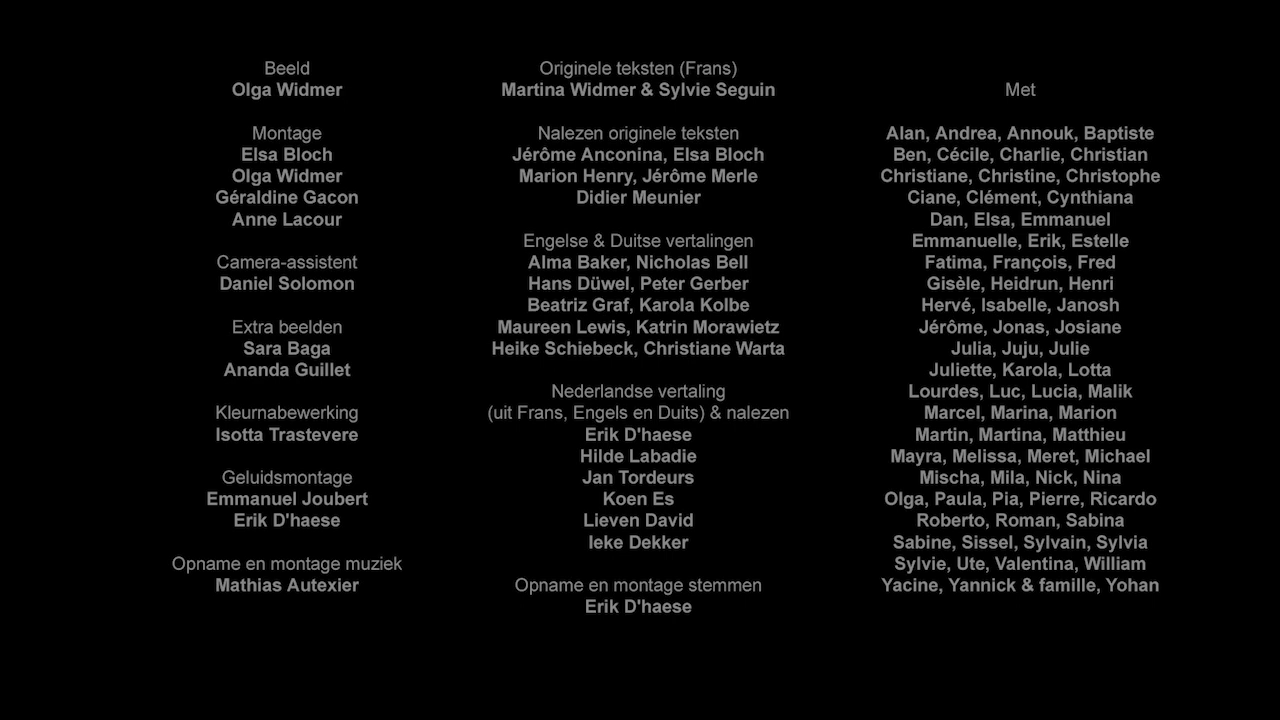 Beeld
Olga Widmer
Montage
Elsa Bloch
Olga Widmer
Géraldine Gacon
Anne Lacour
Camera-assistent
Daniel Solomon
Extra beelden
Sara Baga
Ananda Guillet
Kleurnabewerking
Isotta Trastevere
Geluidsmontage
Emmanuel Joubert
Erik D'haese
Opname en montage muziek
Mathias Autexier
Originele teksten (Frans)
Martina Widmer & Sylvie Seguin
Nalezen originele teksten
Jérôme Anconina, Elsa Bloch
Marion Henry, Jérôme Merle
Didier Meunier
Engelse & Duitse vertalingen
Alma Baker, Nicholas Bell
Hans Düwel, Peter Gerber
Beatriz Graf, Karola Kolbe
Maureen Lewis, Katrin Morawietz
Heike Schiebeck, Christiane Warta
Nederlandse vertaling
(uit Frans, Engels en Duits) & nalezen
Erik D'haese
Hilde Labadie
Jan Tordeurs
Koen Es
Lieven David
Ieke Dekker
Opname en montage stemmen
Erik D'haese
Met
Alan, Andrea, Annouk, Baptiste
Ben, Cécile, Charlie, Christian
Christiane, Christine, Christophe
Ciane, Clément, Cynthiana
Dan, Elsa, Emmanuel
Emmanuelle, Erik, Estelle
Fatima, François, Fred
Gisèle, Heidrun, Henri
Hervé, Isabelle, Janosh
Jérôme, Jonas, Josiane
Julia, Juju, Julie
Juliette, Karola, Lotta
Lourdes, Luc, Lucia, Malik
Marcel, Marina, Marion
Martin, Martina, Matthieu
Mayra, Melissa, Meret, Michael
Mischa, Mila, Nick, Nina
Olga, Paula, Pia, Pierre, Ricardo
Roberto, Roman, Sabina
Sabine, Sissel, Sylvain, Sylvia
Sylvie, Ute, Valentina, William
Yacine, Yannick & famille, Yohan